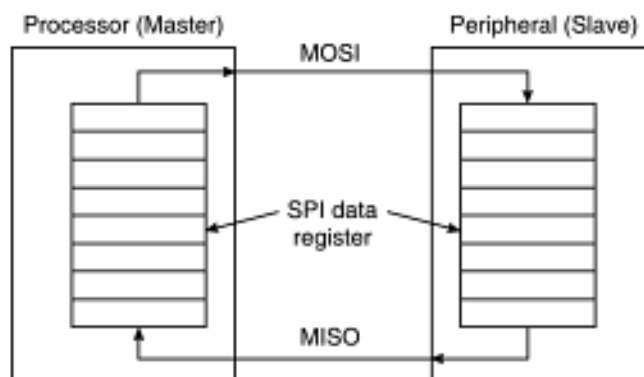 Processor (Master)
Peripheral (Slave)
MOSI
SPI data
register
MISO